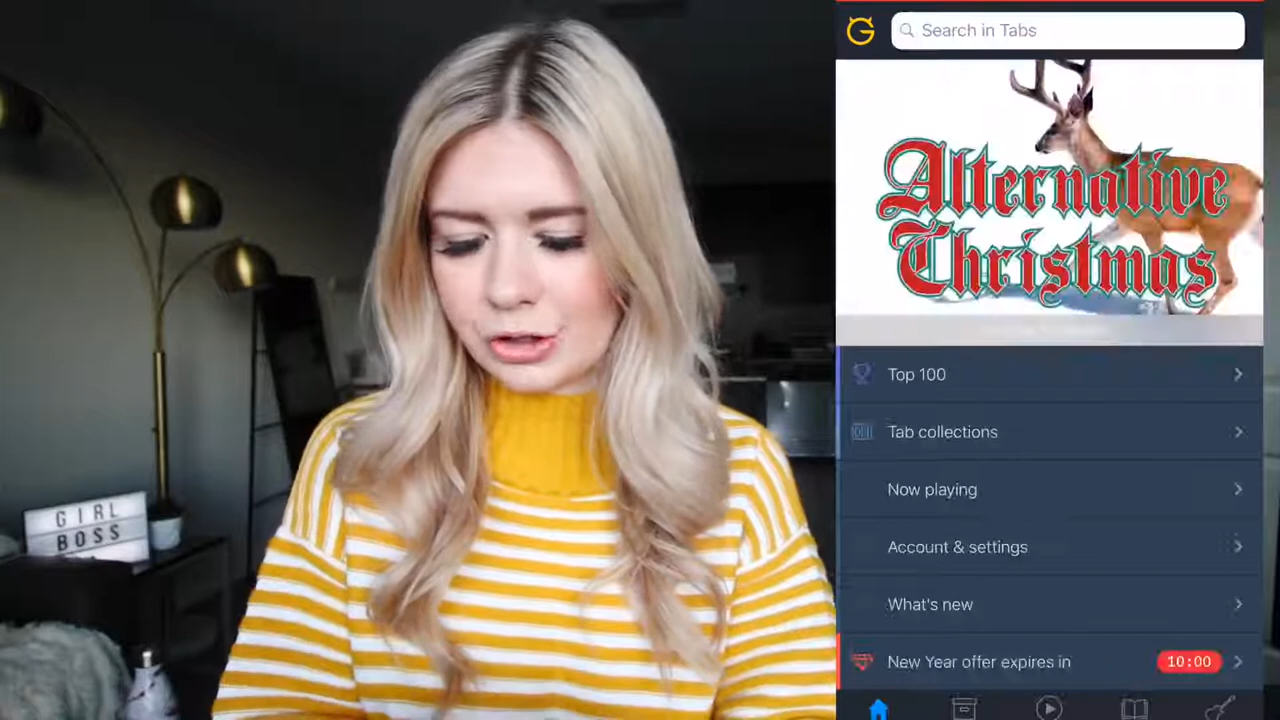 GIRL
BOSS
Search in Tabs
Alternative
Christmas
Top 100
Tab collections
Now playing
Account & settings
What's new
New Year offer expires in 10:00